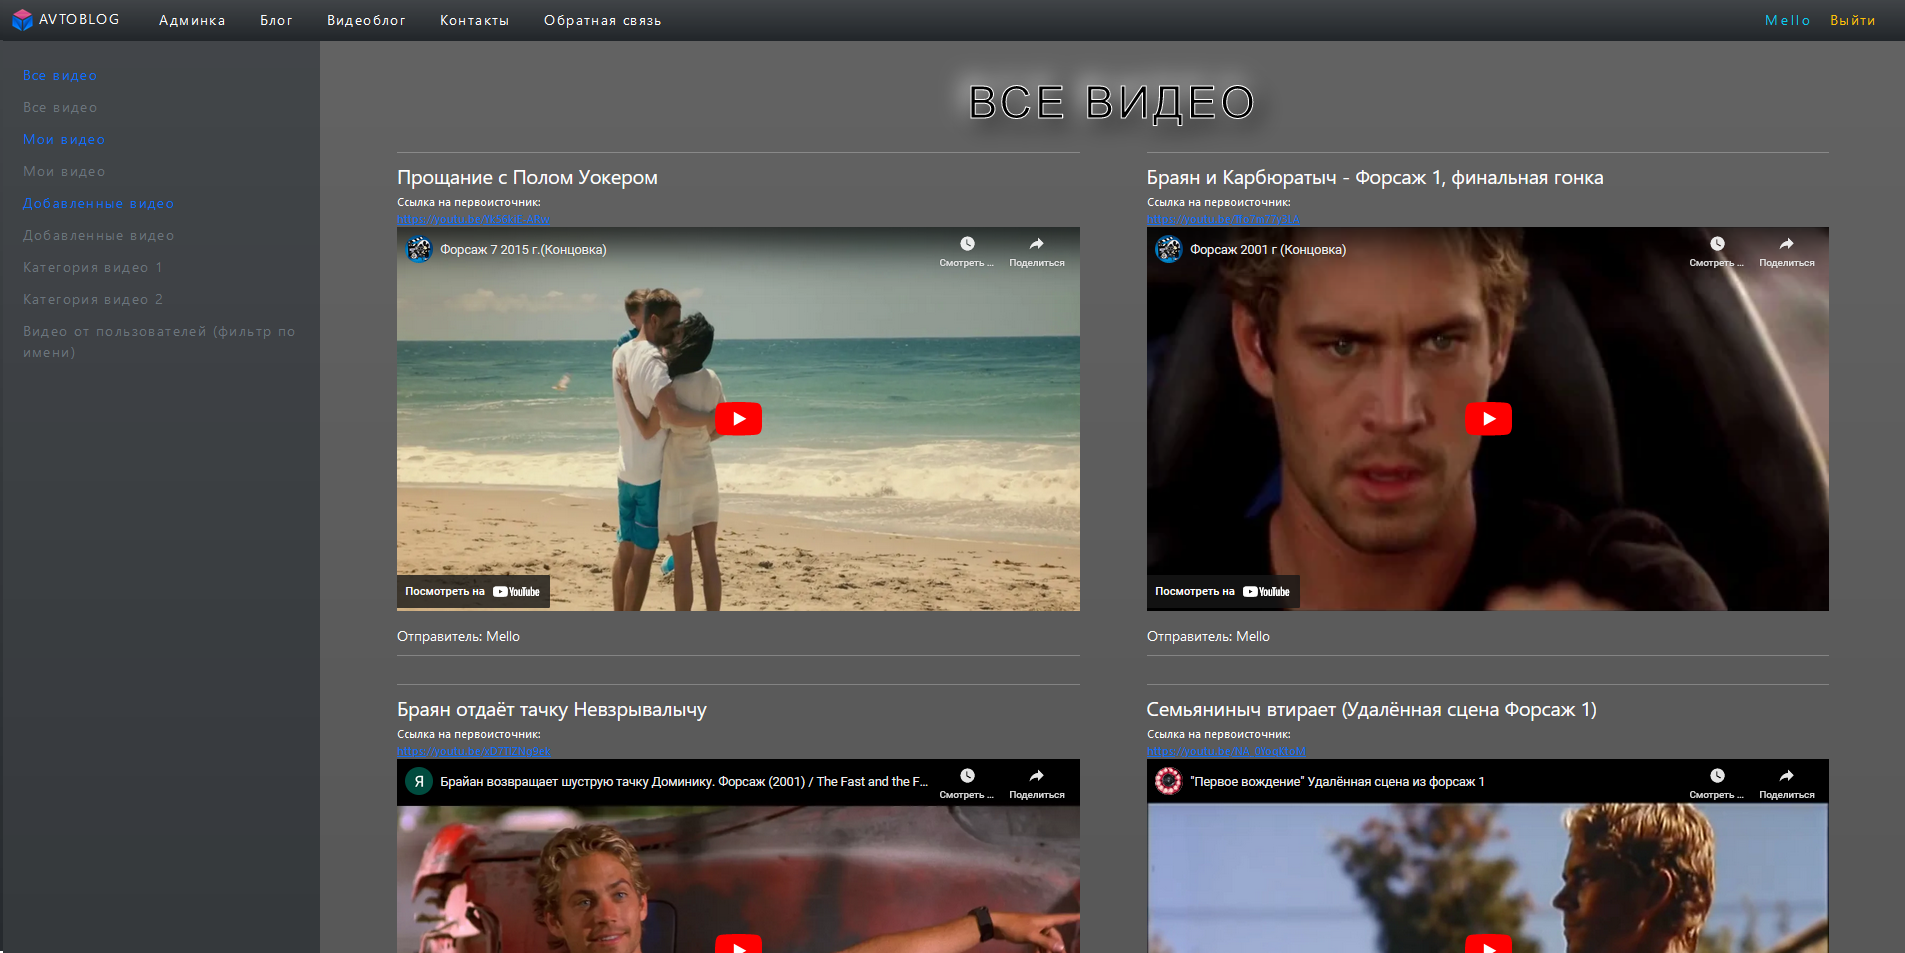 AVTOBLOG Админка Блог Видеоблог Контакты Обратная связь Mello Выйти
Все видео
Все видео
Мои видео
Мои видео
Добавленные видео
Добавленные видео
Категория видео 1
Категория видео 2
Видео от пользователей (фильтр по
имени)
ВСЕ ВИДЕО
Прощание с Полом Уокером
Ссылка на первоисточник:
Форсаж 7 2015 г.(Концовка)
Смотреть ... Поделиться
Посмотреть на YouTube
Отправитель: Mello
Браян и Карбюратыч - Форсаж 1, финальная гонка
Ссылка на первоисточник:
Форсаж 2001 г (Концовка)
Смотреть ... Поделиться
Посмотреть на YouTube
Отправитель: Mello
Браян отдаёт тачку Невзрывалычу
Ссылка на первоисточник:
Я Брайан возвращает шуструю тачку Доминику. Форсаж (2001) / The Fast and the F...
Смотреть ... Поделиться
Семьяниныч втирает (Удалённая сцена Форсаж 1)
Ссылка на первоисточник:
"Первое вождение" Удалённая сцена из форсаж 1
Смотреть ... Поделиться